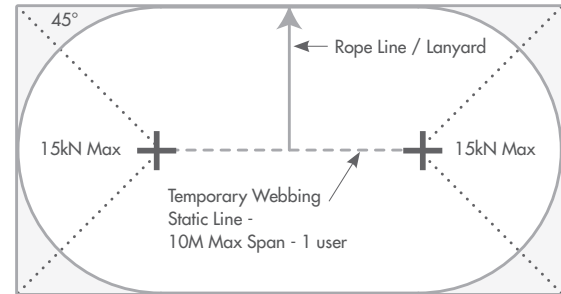 45°
Rope Line / Lanyard
15kN Max
15kN Max
Temporary Webbing
Static Line -
10M Max Span - 1 user